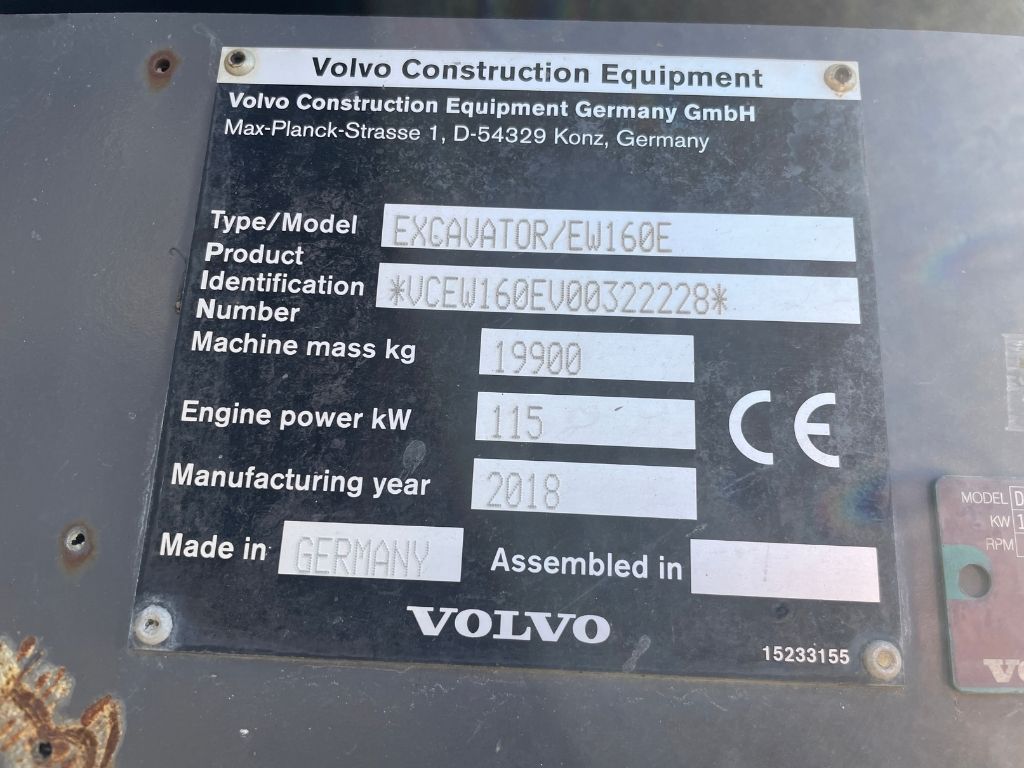 Volvo Construction Equipment
Volvo Construction Equipment Germany GmbH
Max-Planck-Strasse 1, D-54329 Konz, Germany
Type/Model EXCAVATOR/EW160E
Product
Identification *VCEW160EV00322228*
Number
Machine mass kg 19900
Engine power kW 115
Manufacturing year 2018
Made in GERMANY Assembled in
CE
VOLVO
15233155
MODEL D
KW 1
RPM